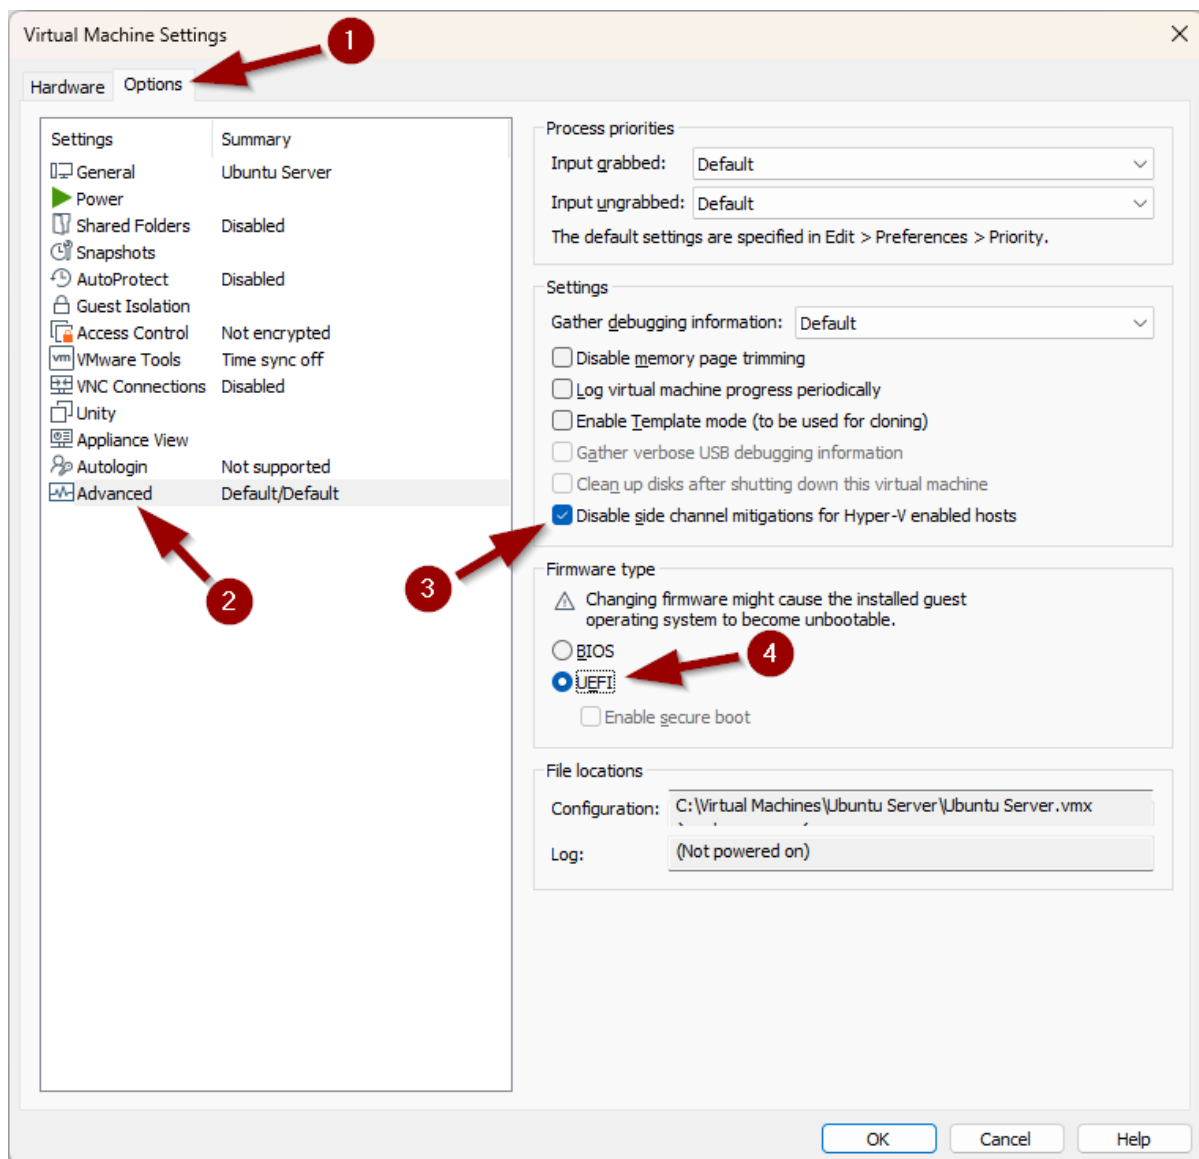 Virtual Machine Settings
1
Hardware Options
Settings Summary
General Ubuntu Server
Power
Shared Folders Disabled
Snapshots
AutoProtect Disabled
Guest Isolation
Access Control Not encrypted
vm VMware Tools Time sync off
VNC Connections Disabled
Unity
Appliance View
Autologin Not supported
Advanced Default/Default
2
Process priorities
Input grabbed: Default
Input ungrabbed: Default
The default settings are specified in Edit > Preferences > Priority.
Settings
Gather debugging information: Default
Disable memory page trimming
Log virtual machine progress periodically
Enable Template mode (to be used for cloning)
Gather verbose USB debugging information
Clean up disks after shutting down this virtual machine
Disable side channel mitigations for Hyper-V enabled hosts
3
Firmware type
Changing firmware might cause the installed guest
operating system to become unbootable.
BIOS
4
UEFI
Enable secure boot
File locations
Configuration: C:\Virtual Machines\Ubuntu Server\Ubuntu Server.vmx
Log: (Not powered on)
OK Cancel Help